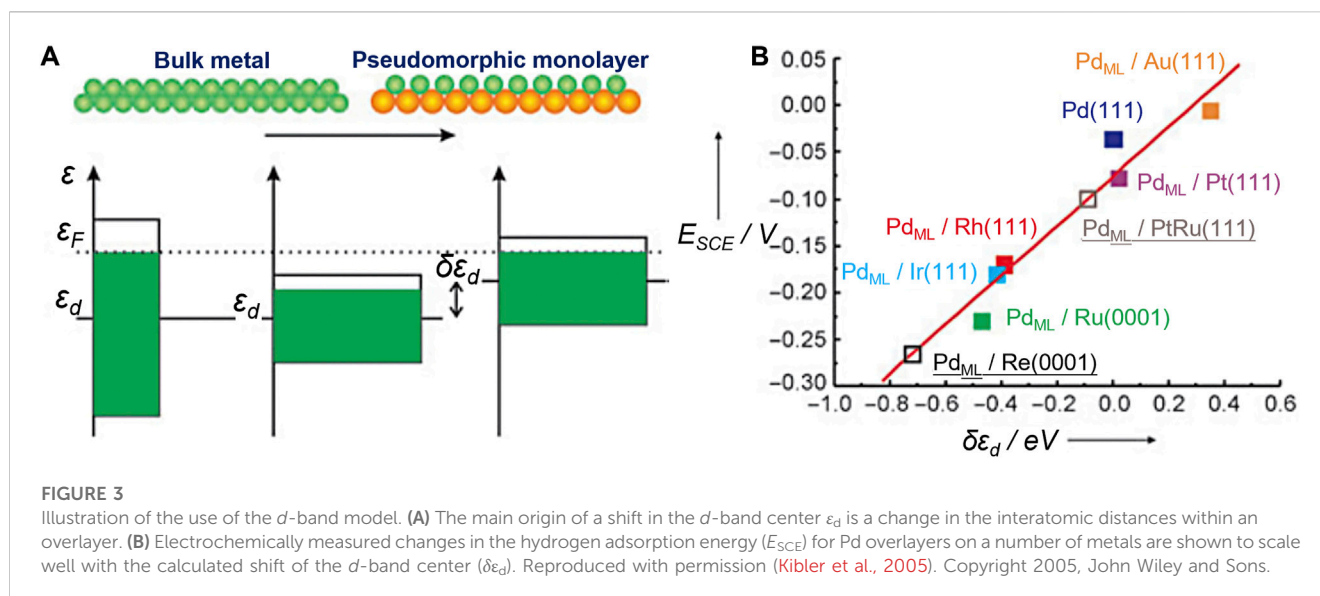 A
Bulk metal
Pseudomorphic monolayer
ε
ε_F
ε_d
ε_d
δε_d
B
E_SCE / V
0.00
−0.05
−0.10
−0.15
−0.20
−0.25
−0.30
Pd_ML / Au(111)
Pd(111)
Pd_ML / Pt(111)
Pd_ML / PtRu(111)
Pd_ML / Rh(111)
Pd_ML / Ir(111)
Pd_ML / Ru(0001)
Pd_ML / Re(0001)
−1.0 −0.8 −0.6 −0.4 −0.2 0.0 0.2 0.4 0.6
δε_d / eV
FIGURE 3
Illustration of the use of the d-band model. (A) The main origin of a shift in the d-band center ε_d is a change in the interatomic distances within an
overlayer. (B) Electrochemically measured changes in the hydrogen adsorption energy (E_SCE) for Pd overlayers on a number of metals are shown to scale
well with the calculated shift of the d-band center (δε_d). Reproduced with permission (Kibler et al., 2005). Copyright 2005, John Wiley and Sons.